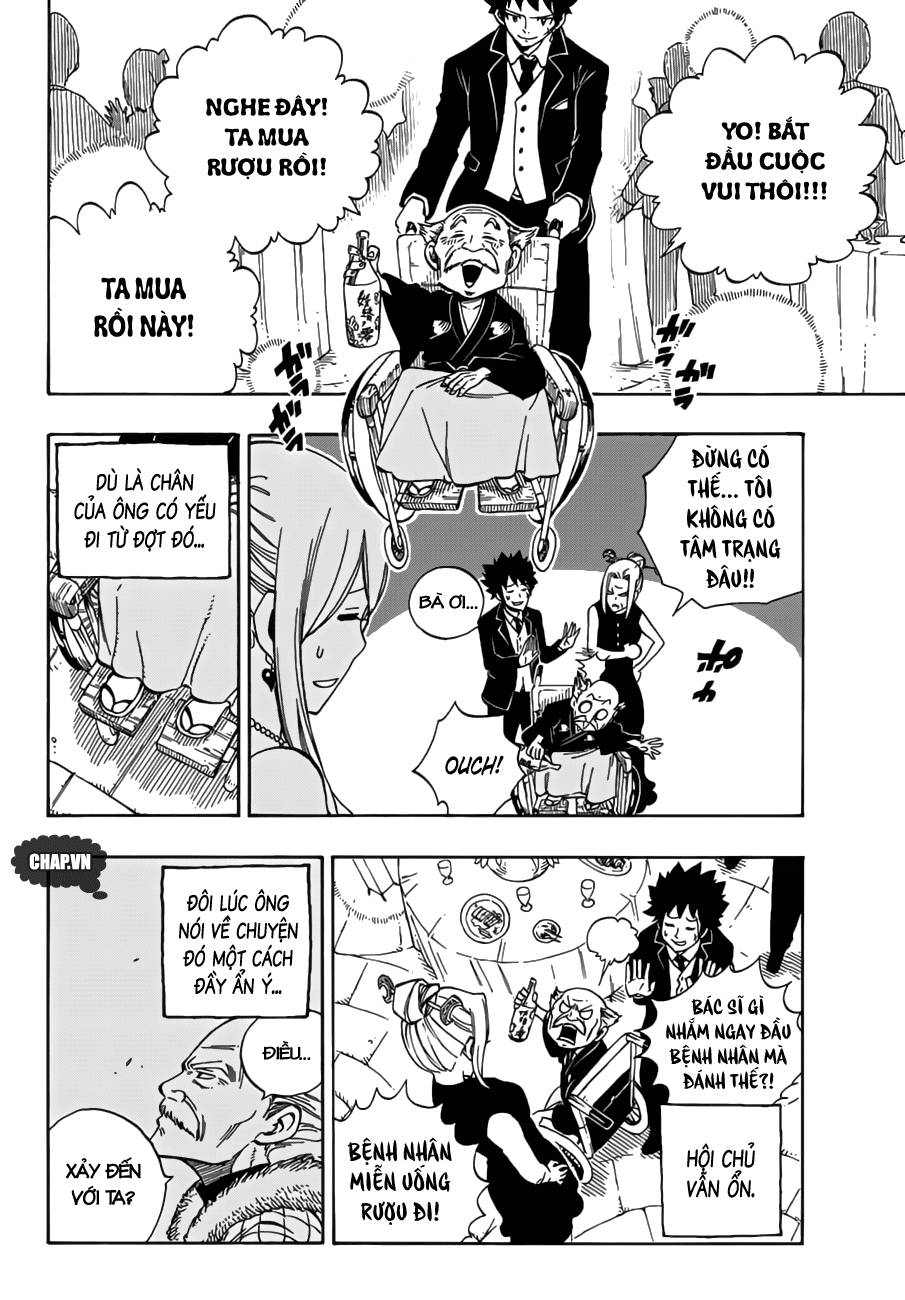 YO! BẮT
ĐẦU CUỘC
VUI THÔI!!!
NGHE ĐÂY!
TA MUA
RƯỢU RỒI!
TA MUA
RỒI NÀY!
ガラ
ガラ
ĐỪNG CÓ
THẾ... TÔI
KHÔNG CÓ
TÂM TRẠNG
ĐÂU!!
BÀ ƠI...
OUCH!
DÙ LÀ CHÂN
CỦA ÔNG CÓ YẾU
ĐI TỪ ĐỢT ĐÓ...
CHAP.VN
BÁC SĨ GÌ
NHẮM NGAY ĐẦU
BỆNH NHÂN MÀ
ĐÁNH THẾ?!
BỆNH NHÂN
MIỄN UỐNG
RƯỢU ĐI!
HỘI CHỦ
VẪN ỔN.
ĐÔI LÚC ÔNG
NÓI VỀ CHUYỆN
ĐÓ MỘT CÁCH
ĐẦY ẨN Ý...
ĐIỀU...
XẢY ĐẾN
VỚI TA?